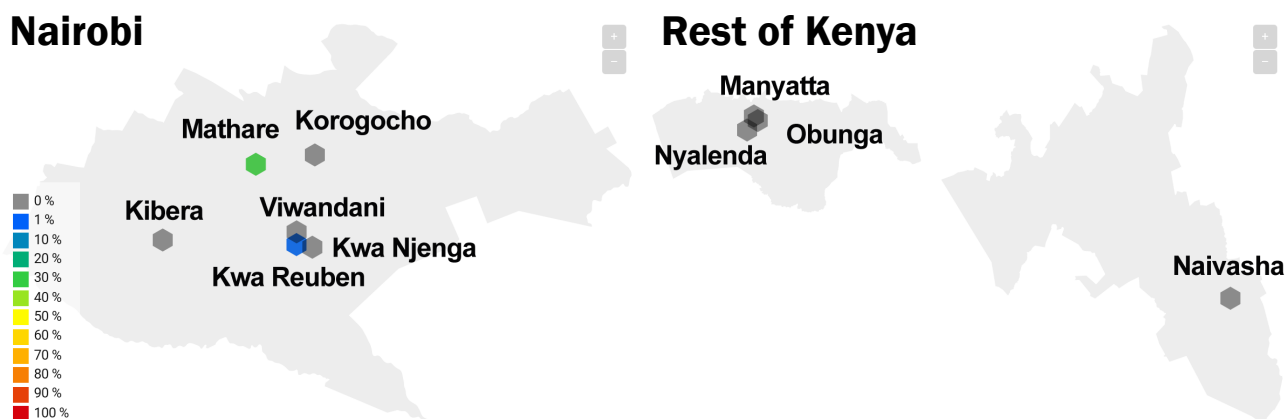 Nairobi
Rest of Kenya
+
−
+
−
Mathare
Korogocho
Kibera
Viwandani
Kwa Njenga
Kwa Reuben
Manyatta
Obunga
Nyalenda
Naivasha
0 %
1 %
10 %
20 %
30 %
40 %
50 %
60 %
70 %
80 %
90 %
100 %